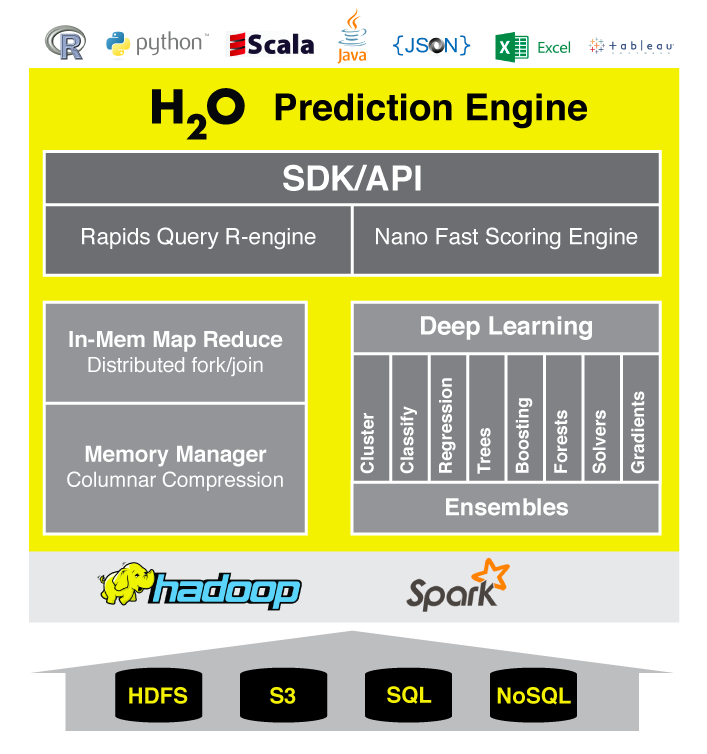 R python™ Scala Java {JSON} Excel +tableau
H2O Prediction Engine
SDK/API
Rapids Query R-engine
Nano Fast Scoring Engine
In-Mem Map Reduce
Distributed fork/join
Memory Manager
Columnar Compression
Deep Learning
Cluster
Classify
Regression
Trees
Boosting
Forests
Solvers
Gradients
Ensembles
hadoop
Spark
HDFS
S3
SQL
NoSQL